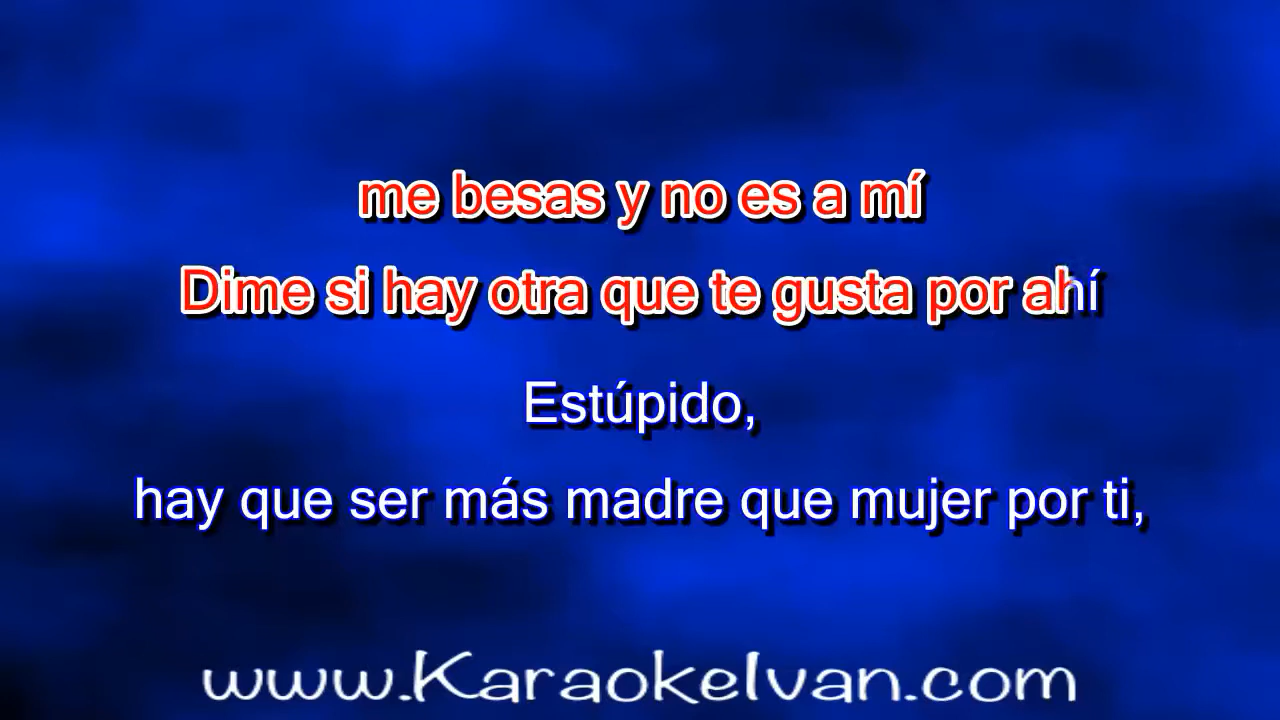 me besas y no es a mí
Dime si hay otra que te gusta por ahí
Estúpido,
hay que ser más madre que mujer por ti,
www.KaraokeIvan.com